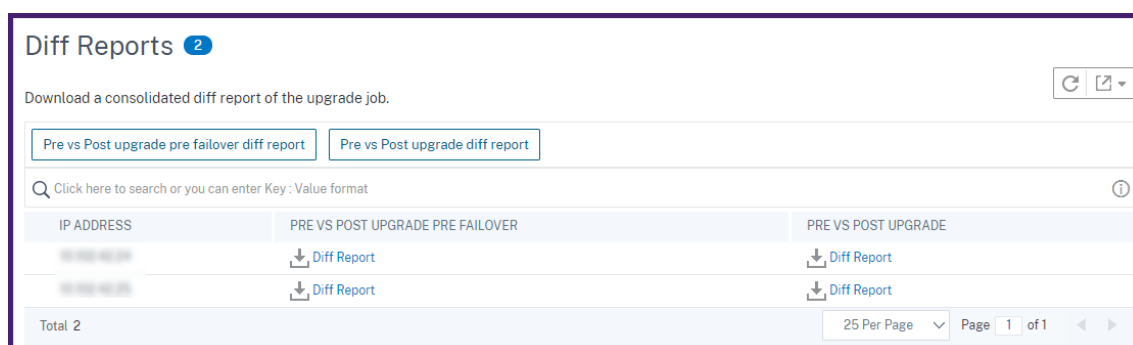 Diff Reports 2
Download a consolidated diff report of the upgrade job.
Pre vs Post upgrade pre failover diff report Pre vs Post upgrade diff report
Click here to search or you can enter Key : Value format
IP ADDRESS PRE VS POST UPGRADE PRE FAILOVER PRE VS POST UPGRADE
Diff Report Diff Report
Diff Report Diff Report
Total 2 25 Per Page Page 1 of 1